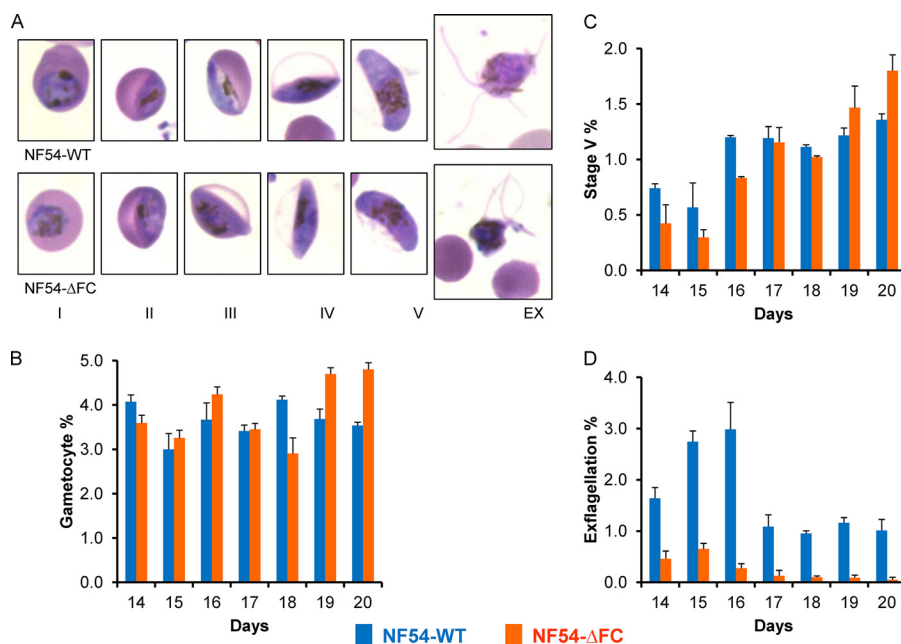 A
NF54-WT
NF54-ΔFC
I II III IV V EX
B
Gametocyte %
5.0
4.0
3.0
2.0
1.0
0.0
14 15 16 17 18 19 20
Days
C
Stage V %
2.0
1.5
1.0
0.5
0.0
14 15 16 17 18 19 20
Days
D
Exflagellation %
4.0
3.0
2.0
1.0
0.0
14 15 16 17 18 19 20
Days
NF54-WT NF54-ΔFC